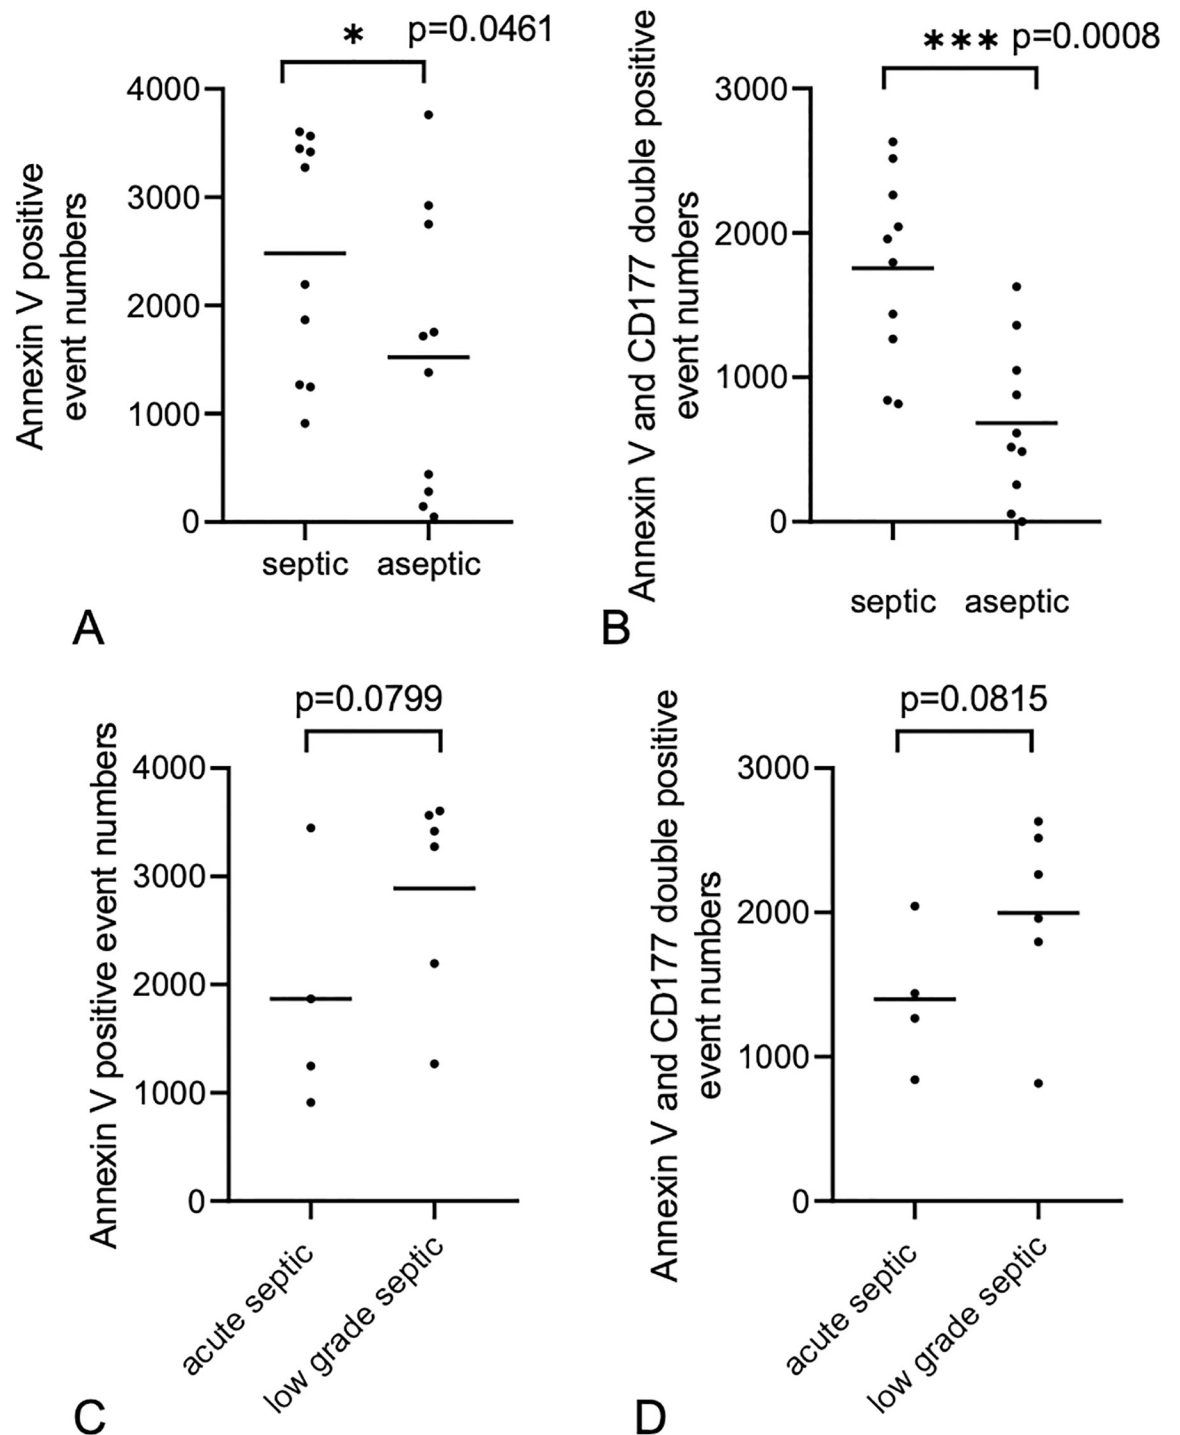 * p=0.0461
Annexin V positive
event numbers
4000
3000
2000
1000
0
septic aseptic
A
*** p=0.0008
Annexin V and CD177 double positive
event numbers
3000
2000
1000
0
septic aseptic
B
p=0.0799
Annexin V positive event numbers
4000
3000
2000
1000
0
acute septic
low grade septic
C
p=0.0815
Annexin V and CD177 double positive
event numbers
3000
2000
1000
0
acute septic
low grade septic
D